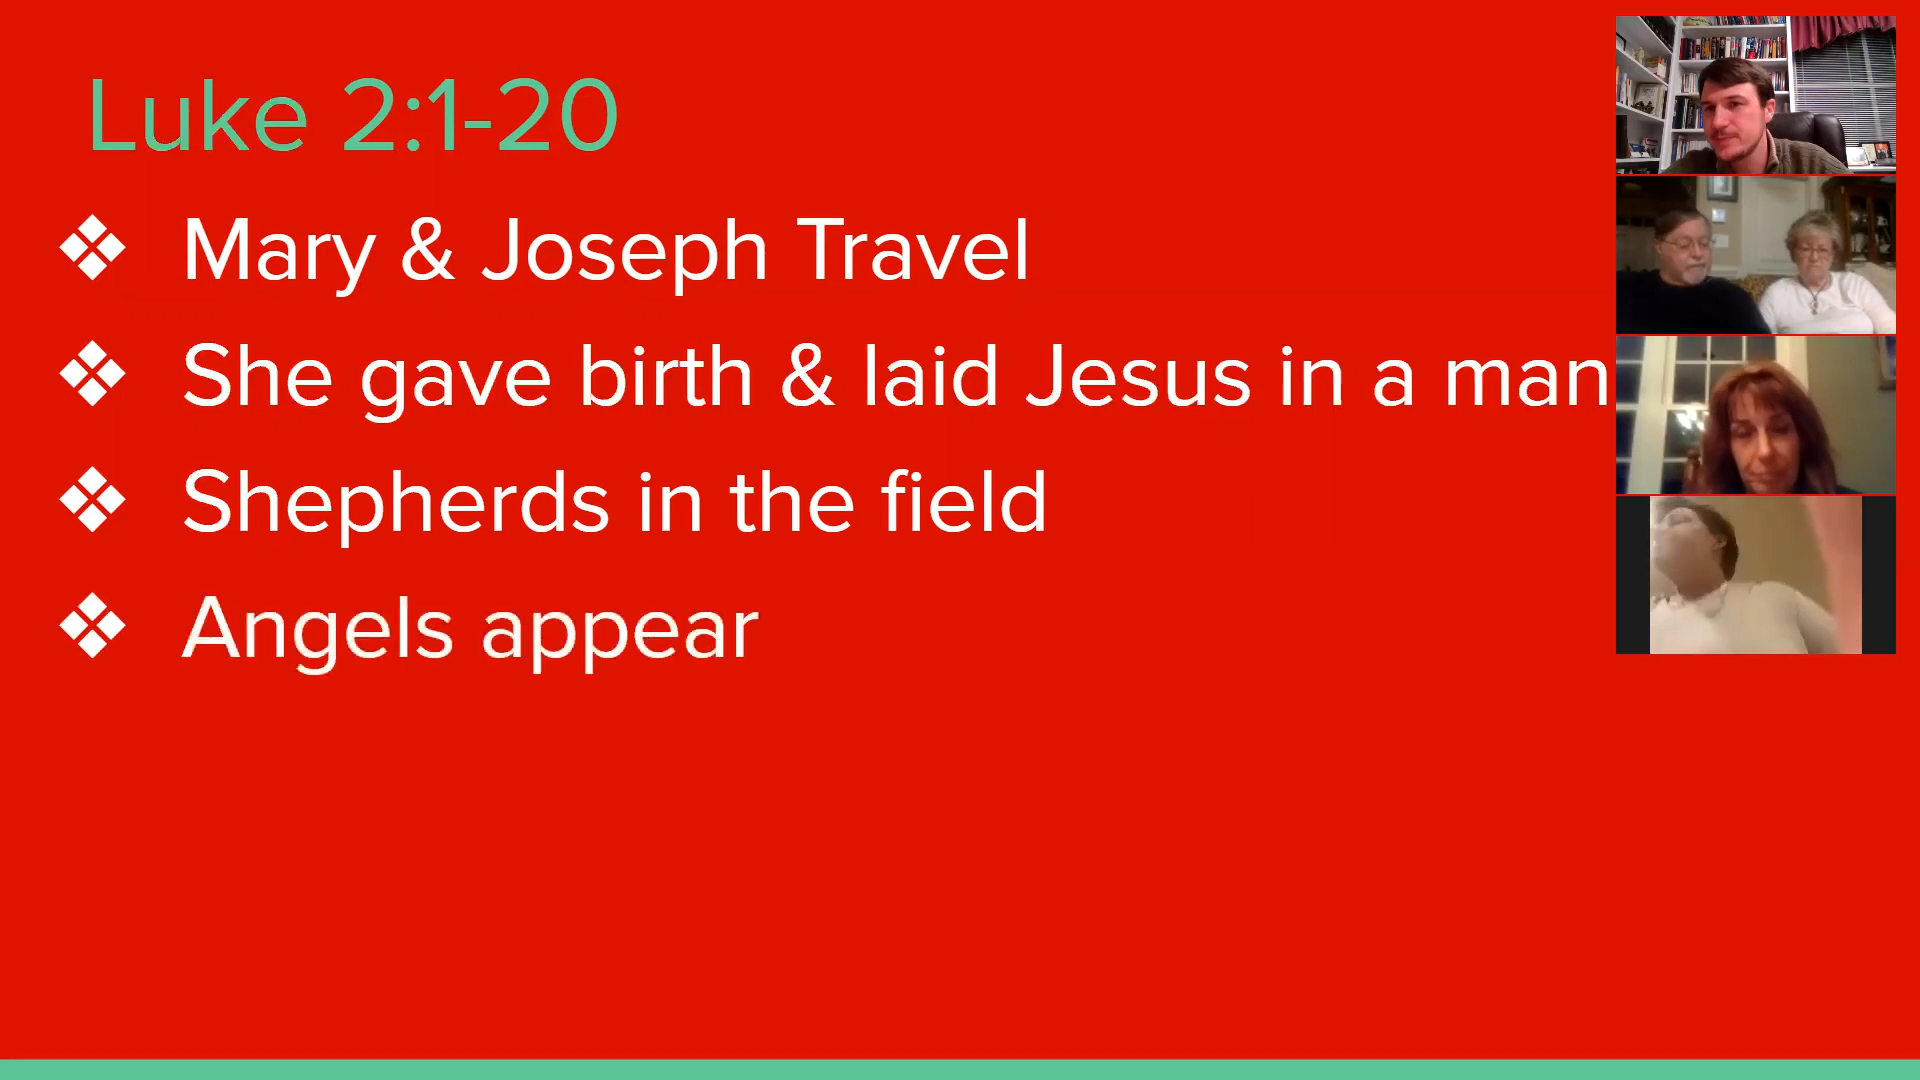 Luke 2:1-20
❖ Mary & Joseph Travel
❖ She gave birth & laid Jesus in a man
❖ Shepherds in the field
❖ Angels appear